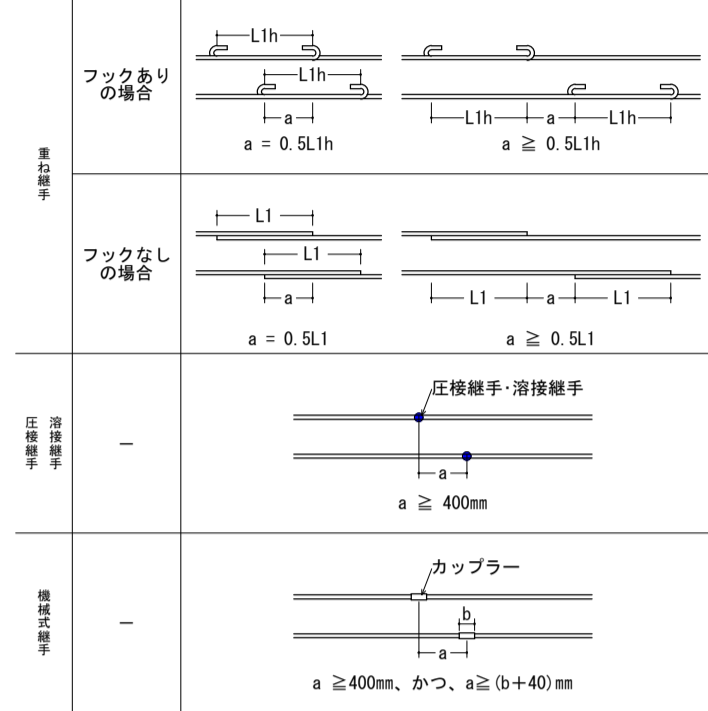 重ね継手
フックあり
の場合
L1h
L1h
a
a = 0.5L1h
L1h
a
L1h
a ≧ 0.5L1h
フックなし
の場合
L1
L1
a
a = 0.5L1
L1
a
L1
a ≧ 0.5L1
圧接継手
溶接継手
―
圧接継手・溶接継手
a
a ≧ 400mm
機械式継手
―
カップラー
b
a
a ≧400mm、かつ、a≧(b＋40)mm